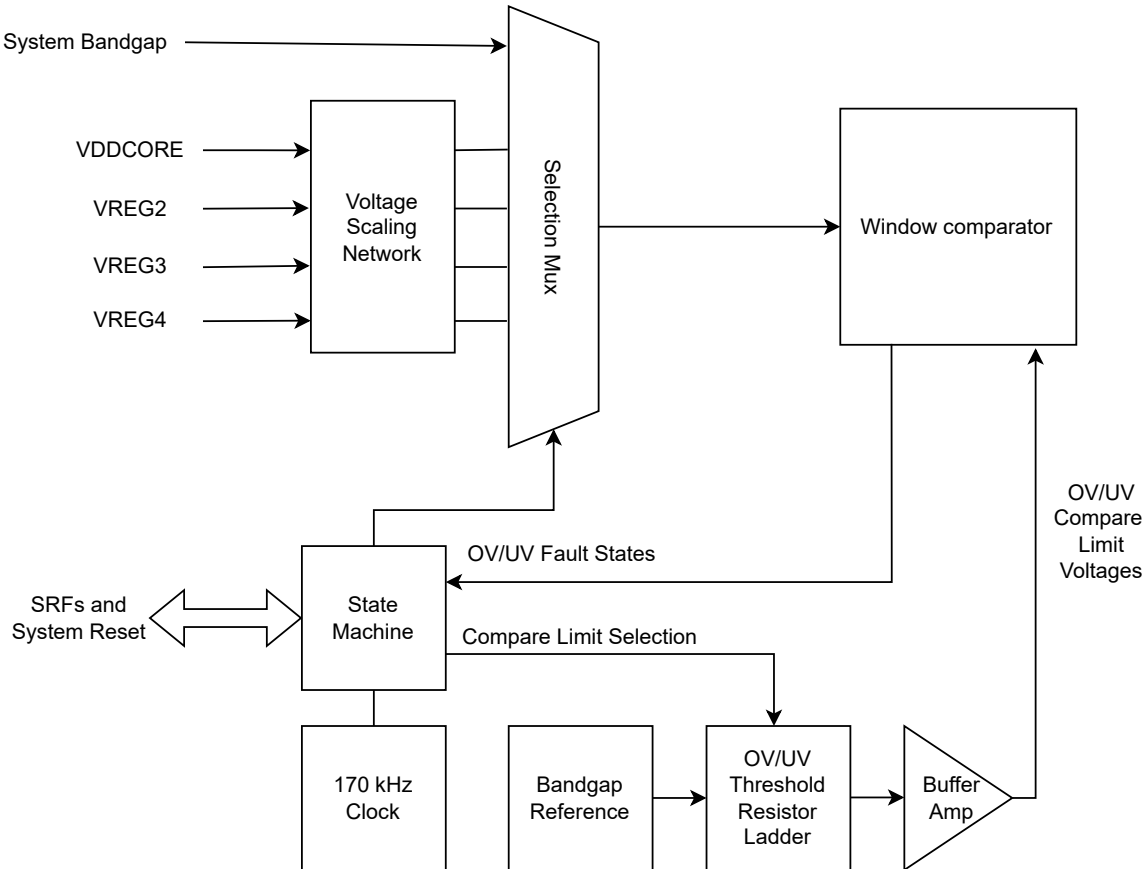 System Bandgap
VDDCORE
VREG2
VREG3
VREG4
Voltage
Scaling
Network
Selection Mux
Window comparator
OV/UV
Compare
Limit
Voltages
OV/UV Fault States
SRFs and
System Reset
State
Machine
Compare Limit Selection
170 kHz
Clock
Bandgap
Reference
OV/UV
Threshold
Resistor
Ladder
Buffer
Amp